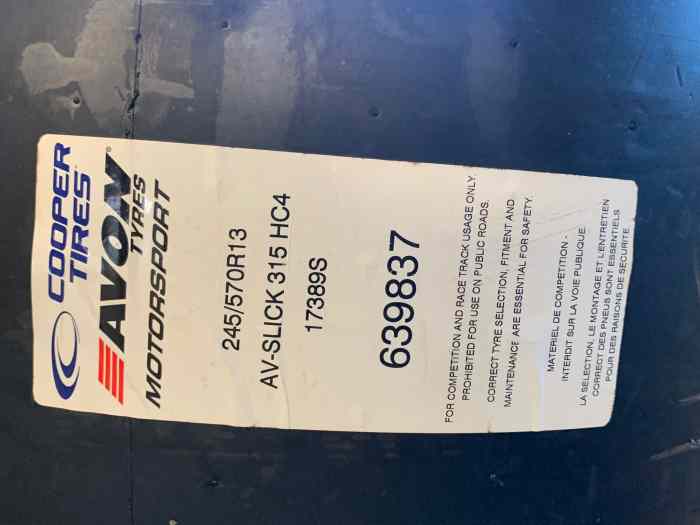 COOPER
TIRES
AVON
TYRES
MOTORSPORT
245/570R13
AV-SLICK 315 HC4
17389S
639837
FOR COMPETITION AND RACE TRACK USAGE ONLY.
PROHIBITED FOR USE ON PUBLIC ROADS.
CORRECT TYRE SELECTION, FITMENT AND
MAINTENANCE ARE ESSENTIAL FOR SAFETY.
MATERIEL DE COMPETITION -
INTERDIT SUR LA VOIE PUBLIQUE.
LA SELECTION, LE MONTAGE ET L'ENTRETIEN
CORRECT DES PNEUS SONT ESSENTIELS
POUR DES RAISONS DE SECURITE